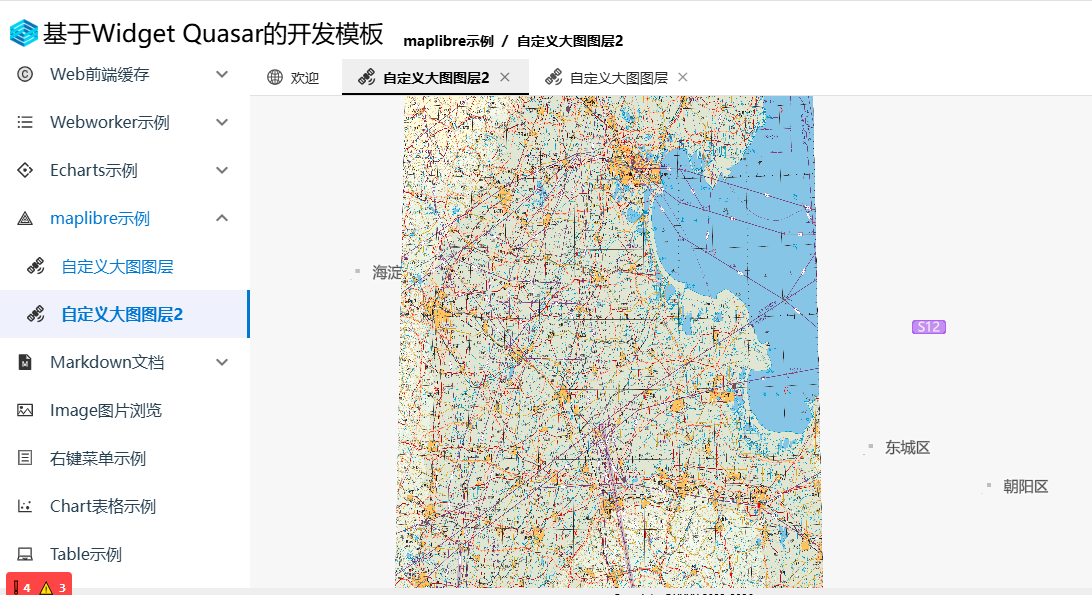 基于Widget Quasar的开发模板
maplibre示例 / 自定义大图图层2
Web前端缓存
Webworker示例
Echarts示例
maplibre示例
自定义大图图层
自定义大图图层2
Markdown文档
Image图片浏览
右键菜单示例
Chart表格示例
Table示例
4 3
欢迎
自定义大图图层2
自定义大图图层
海淀
S12
东城区
朝阳区